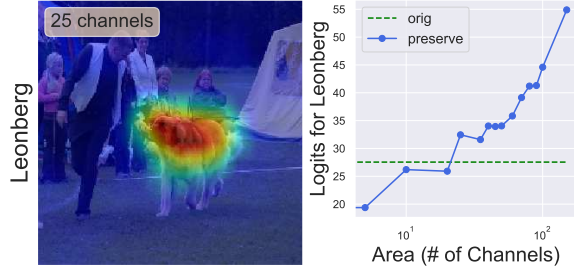 25 channels
Leonberg
Logits for Leonberg
55
50
45
40
35
30
25
20
orig
preserve
10¹ 10²
Area (# of Channels)